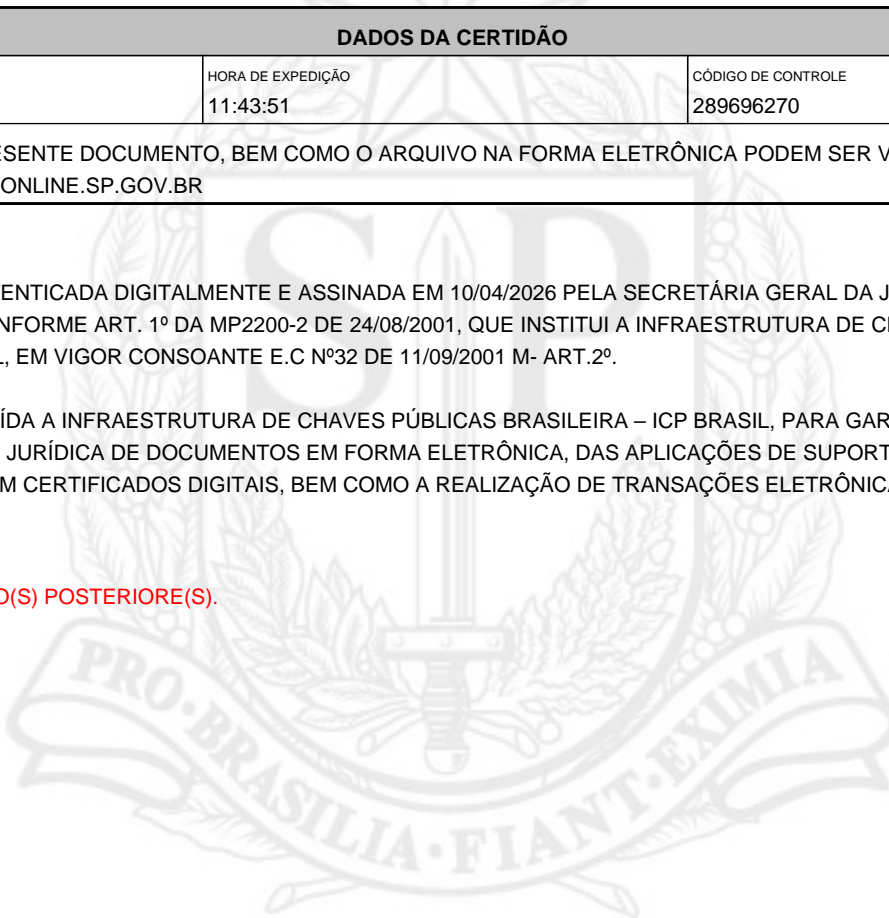 DADOS DA CERTIDÃO
HORA DE EXPEDIÇÃO CÓDIGO DE CONTROLE
11:43:51 289696270
ESENTE DOCUMENTO, BEM COMO O ARQUIVO NA FORMA ELETRÔNICA PODEM SER V
ONLINE.SP.GOV.BR
TENTICADA DIGITALMENTE E ASSINADA EM 10/04/2026 PELA SECRETÁRIA GERAL DA J
NFORME ART. 1º DA MP2200-2 DE 24/08/2001, QUE INSTITUI A INFRAESTRUTURA DE C
L, EM VIGOR CONSOANTE E.C Nº32 DE 11/09/2001 M- ART.2º.
ÍDA A INFRAESTRUTURA DE CHAVES PÚBLICAS BRASILEIRA – ICP BRASIL, PARA GAR
JURÍDICA DE DOCUMENTOS EM FORMA ELETRÔNICA, DAS APLICAÇÕES DE SUPORT
M CERTIFICADOS DIGITAIS, BEM COMO A REALIZAÇÃO DE TRANSAÇÕES ELETRÔNICA
O(S) POSTERIORE(S).
SP
PRO·BRASILIA·FIANT·EXIMIA